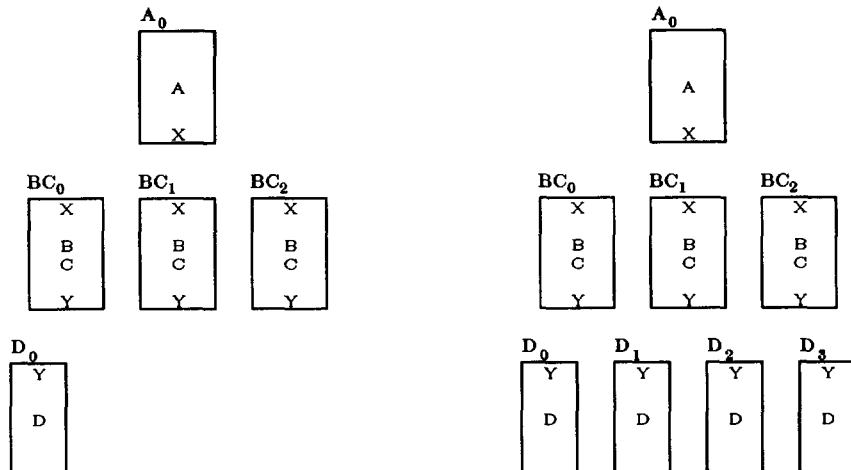 A₀ A₀
A A
X X
BC₀ BC₁ BC₂ BC₀ BC₁ BC₂
X X X X X X
B B B B B B
C C C C C C
Y Y Y Y Y Y
D₀ D₀ D₁ D₂ D₃
Y Y Y Y Y
D D D D D